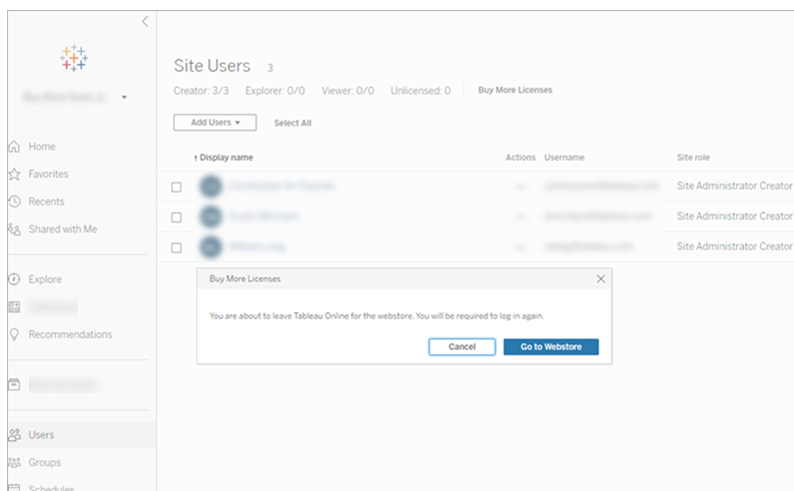 Site Users 3
Creator: 3/3 Explorer: 0/0 Viewer: 0/0 Unlicensed: 0 Buy More Licenses
Add Users Select All
↑ Display name Actions Username Site role
Site Administrator Creator
Site Administrator Creator
Site Administrator Creator
Home
Favorites
Recents
Shared with Me
Explore
Recommendations
Users
Groups
Schedules
Buy More Licenses
You are about to leave Tableau Online for the webstore. You will be required to log in again.
Cancel Go to Webstore